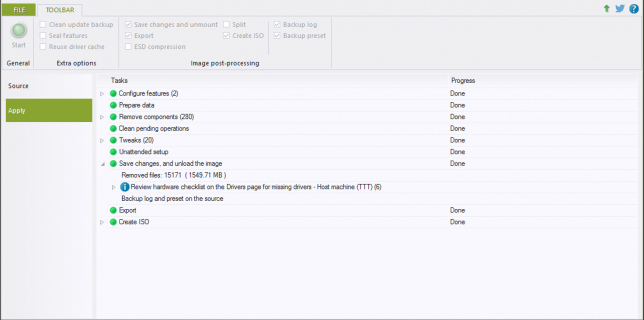 FILE TOOLBAR
Clean update backup Save changes and unmount Split Backup log
Seal features Export Create ISO Backup preset
Start Reuse driver cache ESD compression
General Extra options Image post-processing
Source
Apply
Tasks Progress
Configure features (2) Done
Prepare data Done
Remove components (280) Done
Clean pending operations Done
Tweaks (20) Done
Unattended setup Done
Save changes, and unload the image Done
Removed files: 15171 ( 1549.71 MB )
Review hardware checklist on the Drivers page for missing drivers - Host machine (TTT) (6)
Backup log and preset on the source
Export Done
Create ISO Done